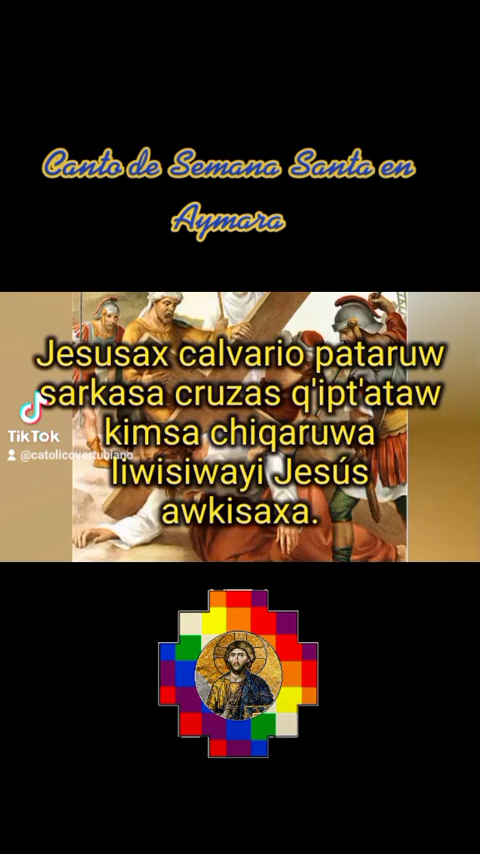 Canto de Semana Santa en
Aymara
Jesusax calvario pataruw
sarkasa cruzas q'ipt'ataw
kimsa chiqaruwa
liwisiwayi Jesús
awkisaxa.
TikTok
@catolicovertubiano